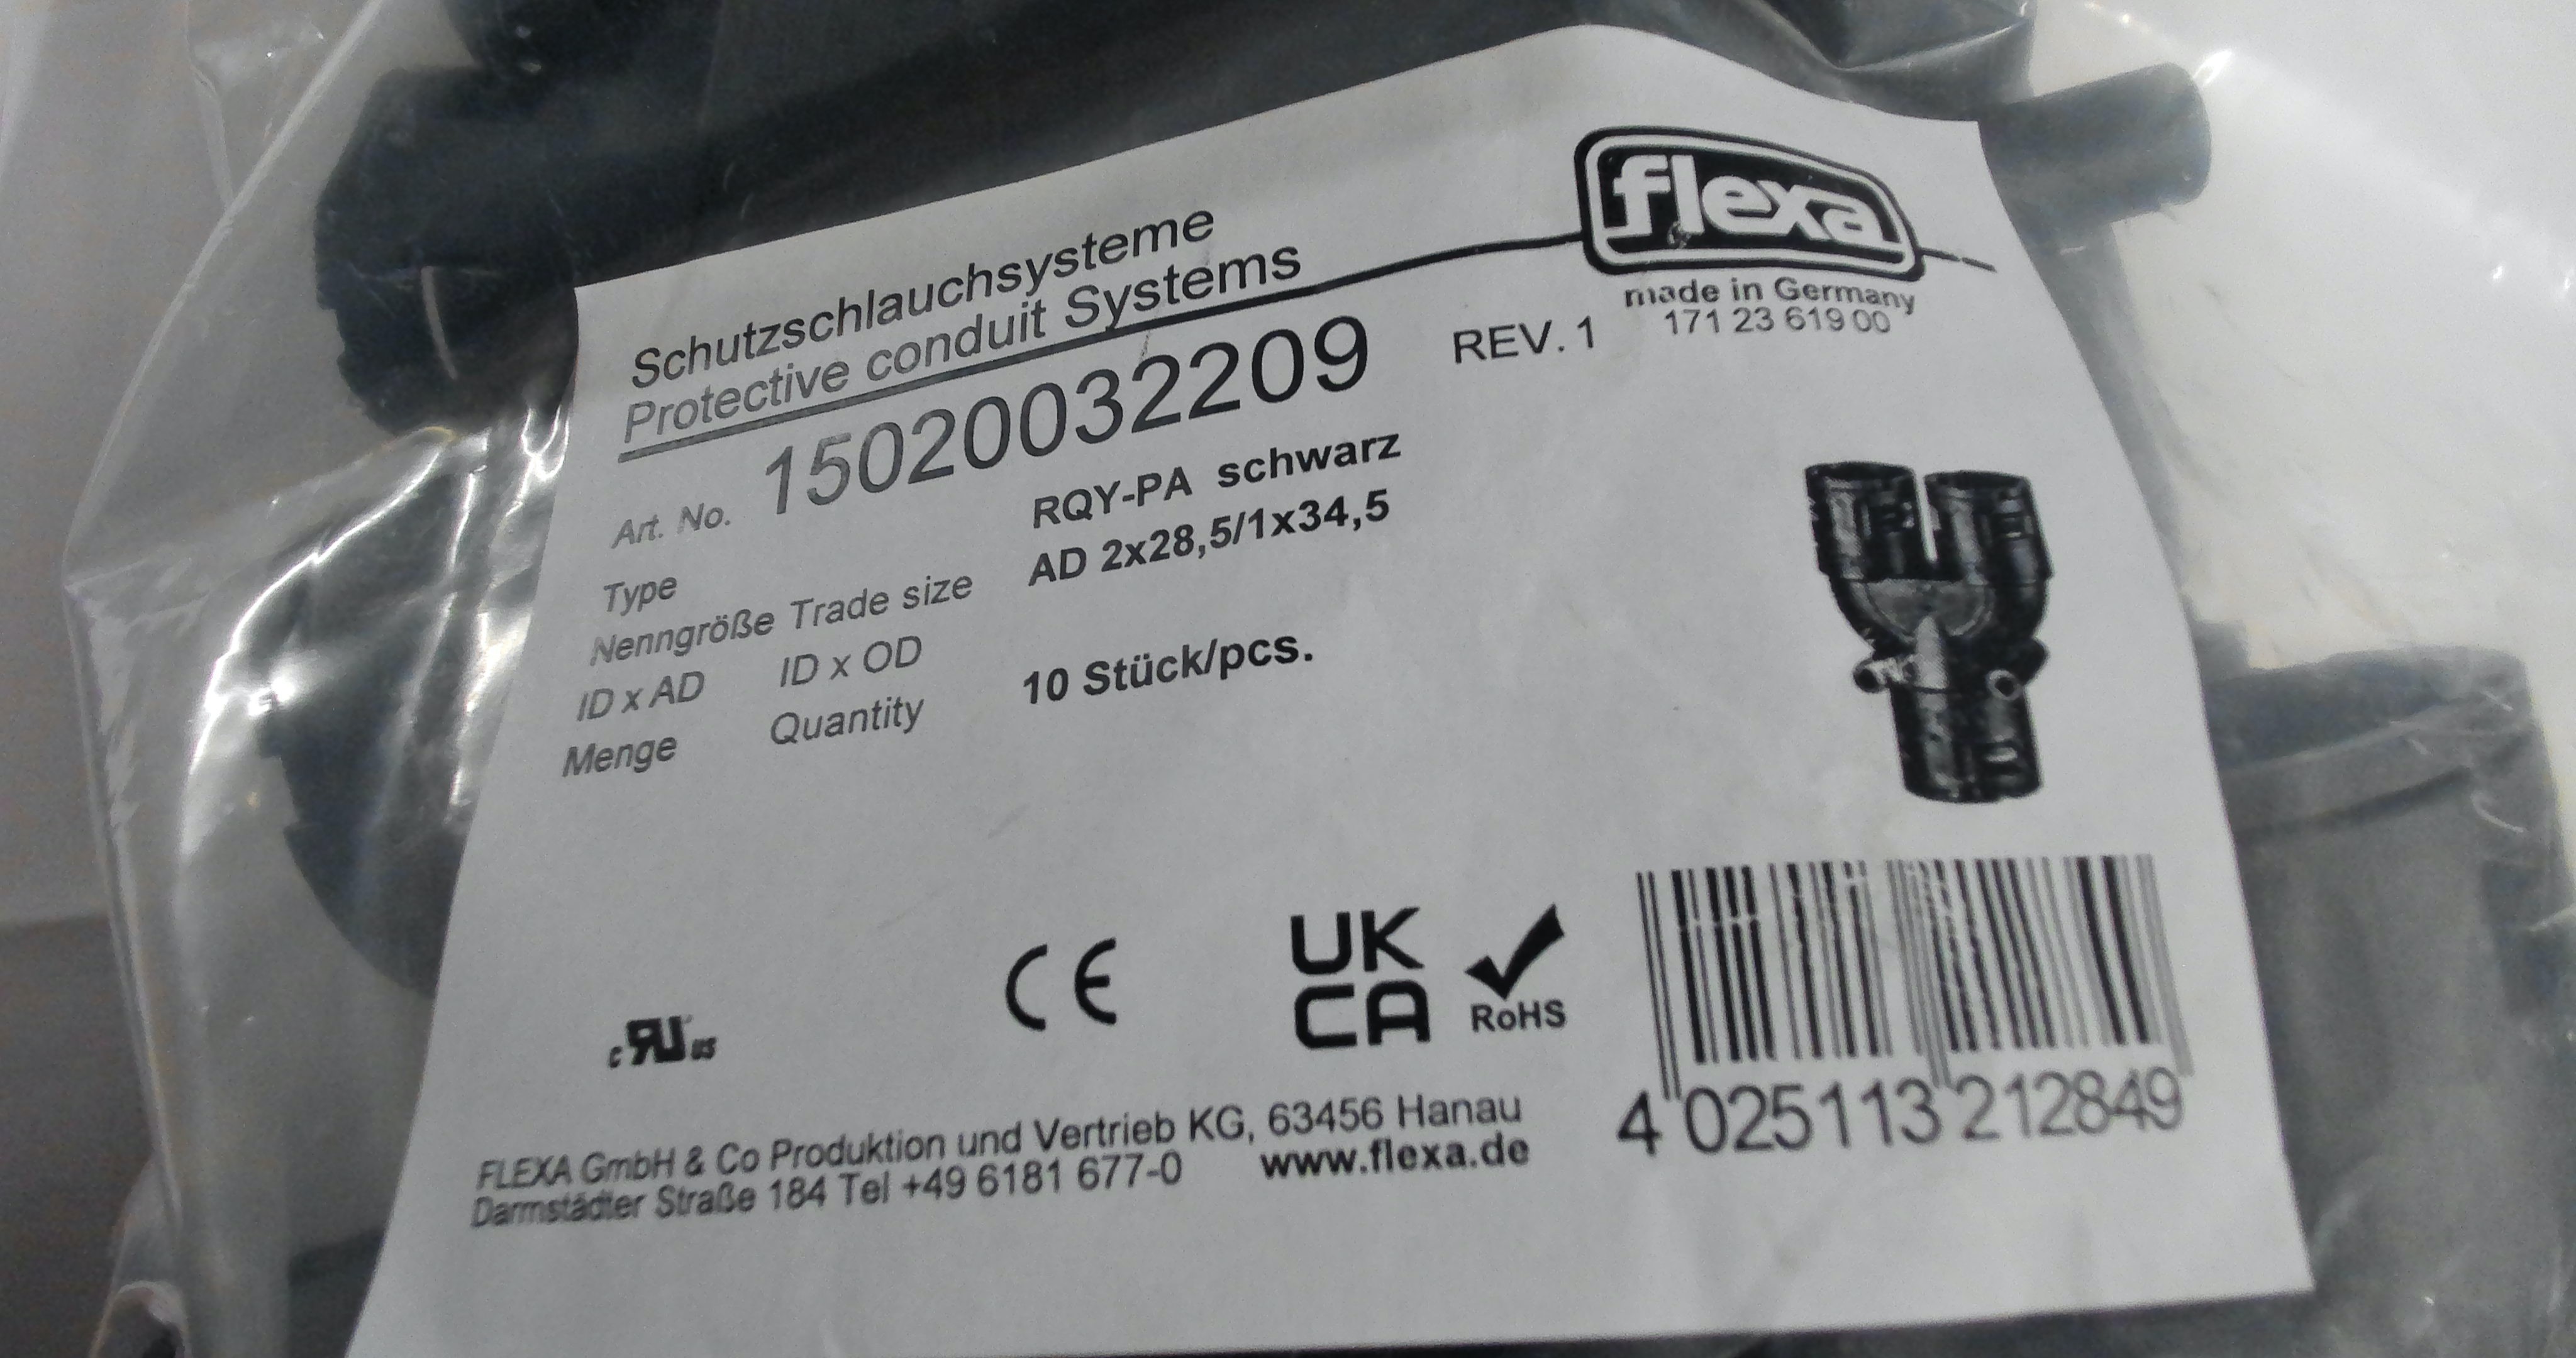 flexa
made in Germany
171 23 619 00
Schutzschlauchsysteme
Protective conduit Systems
Art. No. 15020032209 REV. 1
Type RQY-PA schwarz
Nenngröße Trade size AD 2x28,5/1x34,5
ID x AD ID x OD
Menge Quantity 10 Stück/pcs.
c RU us
CE
UK
CA
RoHS
FLEXA GmbH & Co Produktion und Vertrieb KG, 63456 Hanau
Darmstädter Straße 184 Tel +49 6181 677-0 www.flexa.de
4 025113 212849